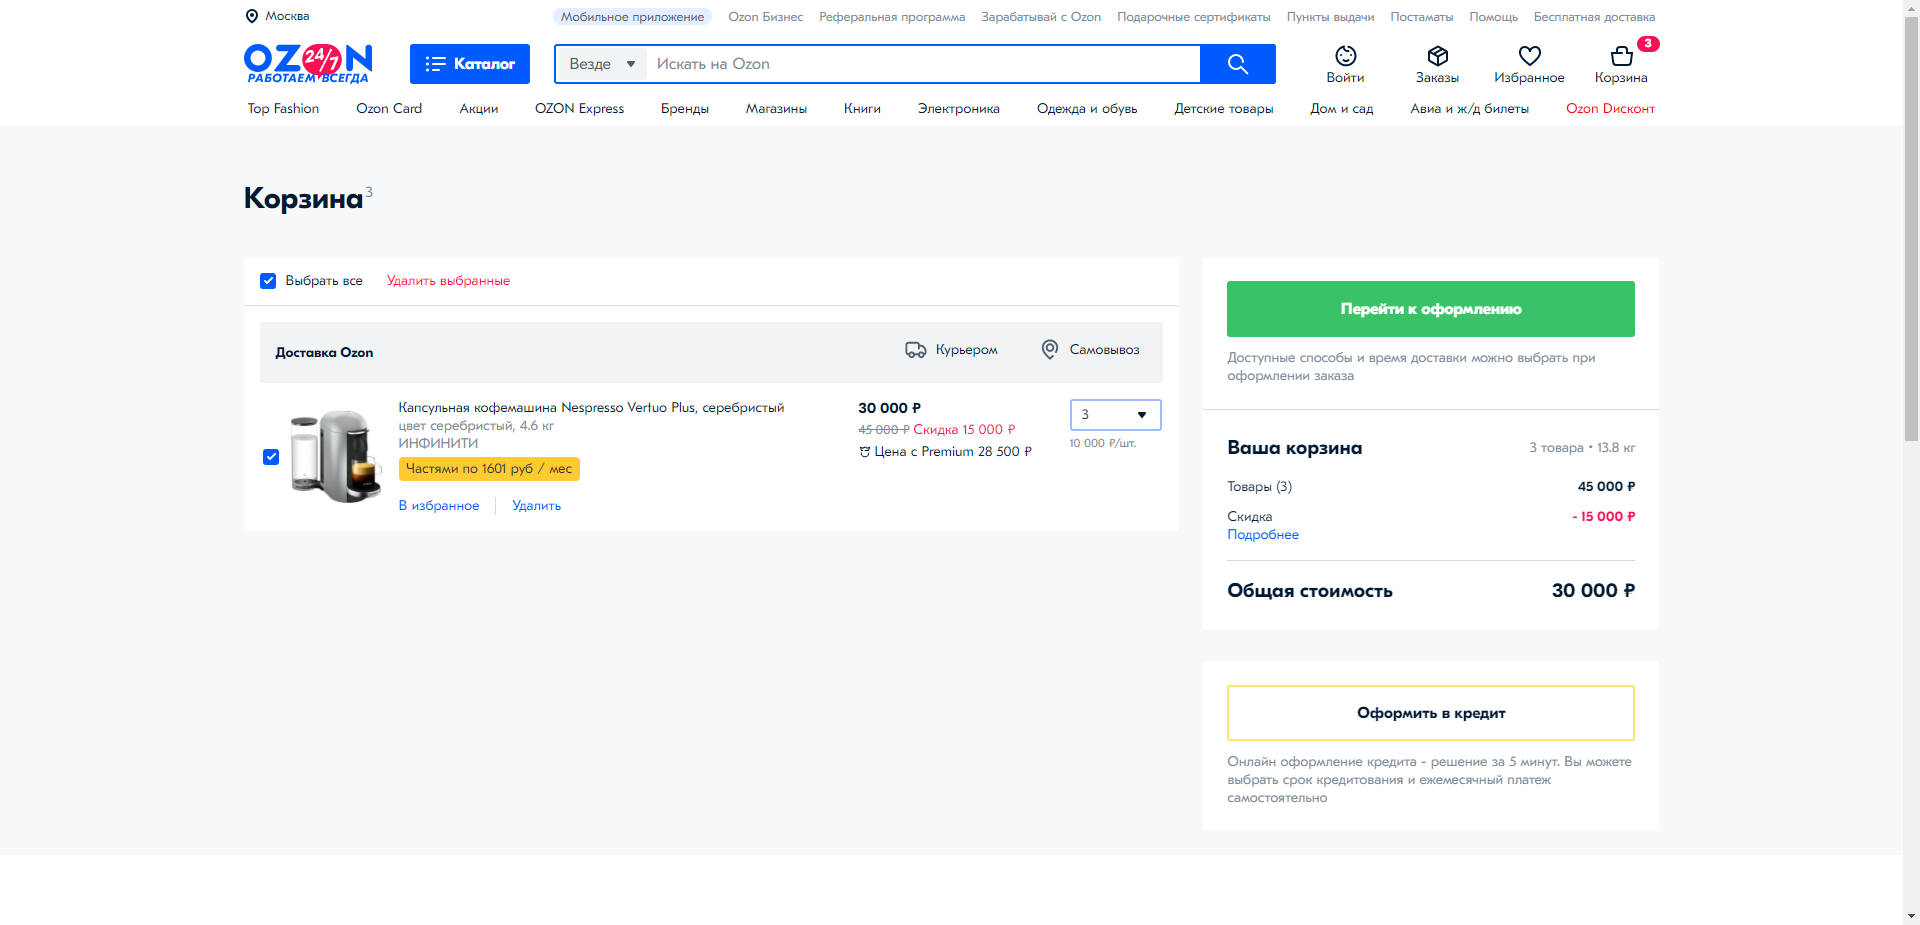 Москва
Мобильное приложение Ozon Бизнес Реферальная программа Зарабатывай с Ozon Подарочные сертификаты Пункты выдачи Постаматы Помощь Бесплатная доставка
OZON 24/7
РАБОТАЕМ ВСЕГДА
Каталог
Везде Искать на Ozon
Войти Заказы Избранное Корзина 3
Top Fashion Ozon Card Акции OZON Express Бренды Магазины Книги Электроника Одежда и обувь Детские товары Дом и сад Авиа и ж/д билеты Ozon Dисконт
Корзина 3
Выбрать все Удалить выбранные
Доставка Ozon Курьером Самовывоз
Капсульная кофемашина Nespresso Vertuo Plus, серебристый
цвет серебристый, 4.6 кг
ИНФИНИТИ
Частями по 1601 руб / мес
В избранное Удалить
30 000 ₽
45 000 ₽ Скидка 15 000 ₽
Цена с Premium 28 500 ₽
3
10 000 ₽/шт.
Перейти к оформлению
Доступные способы и время доставки можно выбрать при
оформлении заказа
Ваша корзина 3 товара • 13.8 кг
Товары (3) 45 000 ₽
Скидка - 15 000 ₽
Подробнее
Общая стоимость 30 000 ₽
Оформить в кредит
Онлайн оформление кредита - решение за 5 минут. Вы можете
выбрать срок кредитования и ежемесячный платеж
самостоятельно